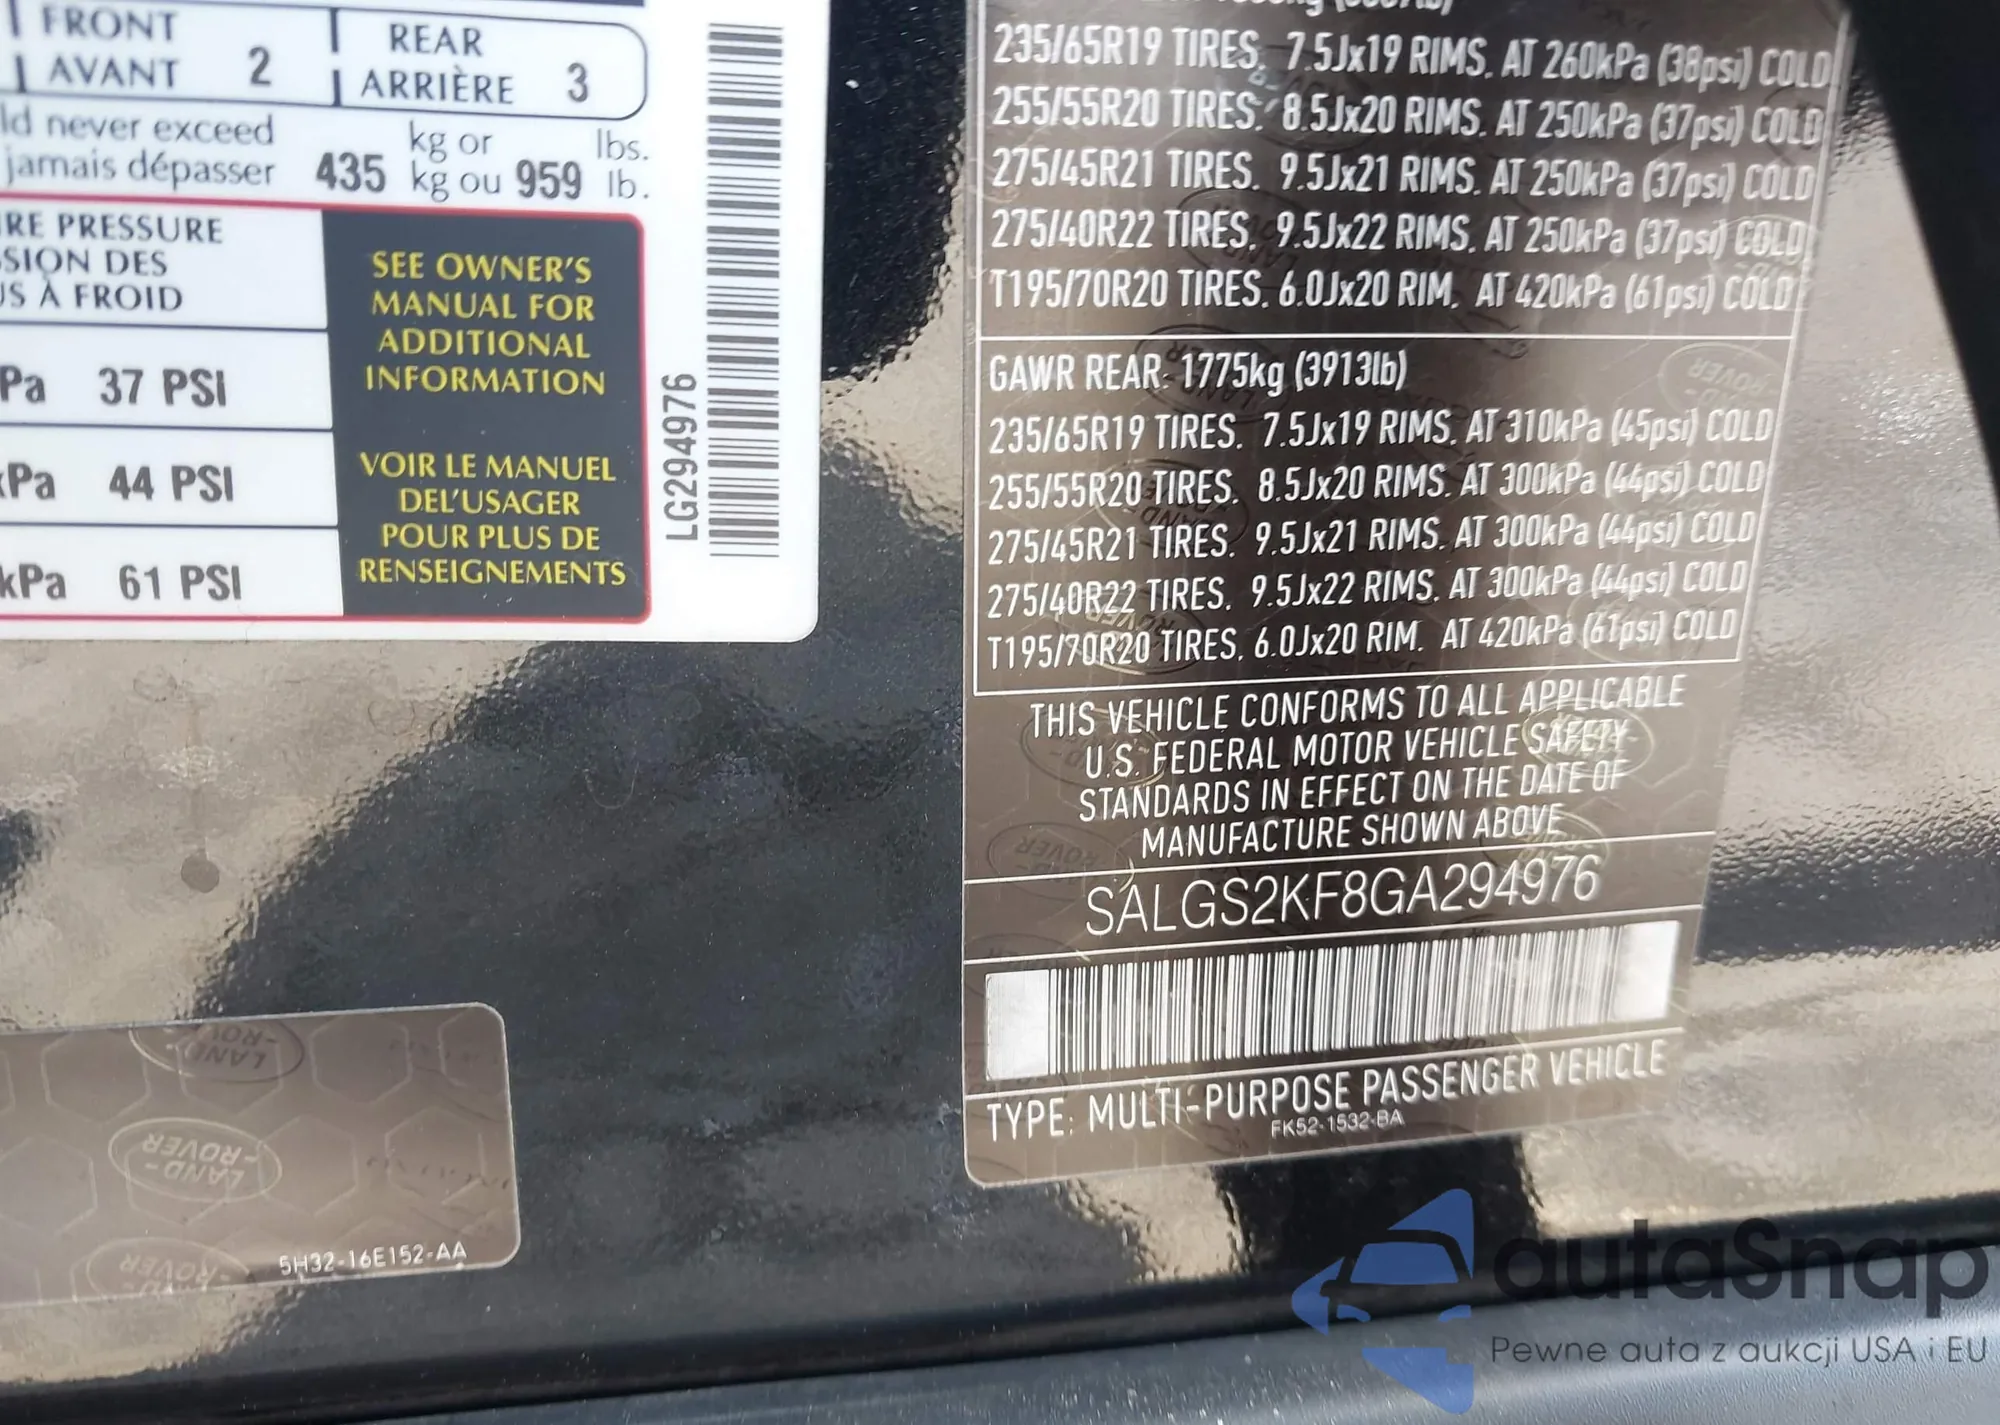 FRONT
AVANT 2
REAR
ARRIÈRE 3
ld never exceed
jamais dépasser 435 kg or
kg ou 959 lbs.
lb.
RE PRESSURE
SION DES
US À FROID
SEE OWNER'S
MANUAL FOR
ADDITIONAL
INFORMATION
VOIR LE MANUEL
DEL'USAGER
POUR PLUS DE
RENSEIGNEMENTS
Pa 37 PSI
kPa 44 PSI
kPa 61 PSI
LG294976
235/65R19 TIRES. 7.5Jx19 RIMS. AT 260kPa (38psi) COLD
255/55R20 TIRES. 8.5Jx20 RIMS. AT 250kPa (37psi) COLD
275/45R21 TIRES. 9.5Jx21 RIMS. AT 250kPa (37psi) COLD
275/40R22 TIRES. 9.5Jx22 RIMS. AT 250kPa (37psi) COLD
T195/70R20 TIRES. 6.0Jx20 RIM. AT 420kPa (61psi) COLD
GAWR REAR: 1775kg (3913lb)
235/65R19 TIRES. 7.5Jx19 RIMS. AT 310kPa (45psi) COLD
255/55R20 TIRES. 8.5Jx20 RIMS. AT 300kPa (44psi) COLD
275/45R21 TIRES. 9.5Jx21 RIMS. AT 300kPa (44psi) COLD
275/40R22 TIRES. 9.5Jx22 RIMS. AT 300kPa (44psi) COLD
T195/70R20 TIRES. 6.0Jx20 RIM. AT 420kPa (61psi) COLD
THIS VEHICLE CONFORMS TO ALL APPLICABLE
U.S. FEDERAL MOTOR VEHICLE SAFETY
STANDARDS IN EFFECT ON THE DATE OF
MANUFACTURE SHOWN ABOVE
SALGS2KF8GA294976
TYPE: MULTI-PURPOSE PASSENGER VEHICLE
FK52-1532-BA
LAND-
-ROVER
LAND-
-ROVER
-ROVER
5H32-16E152-AA
autaSnap
Pewne auta z aukcji USA i EU